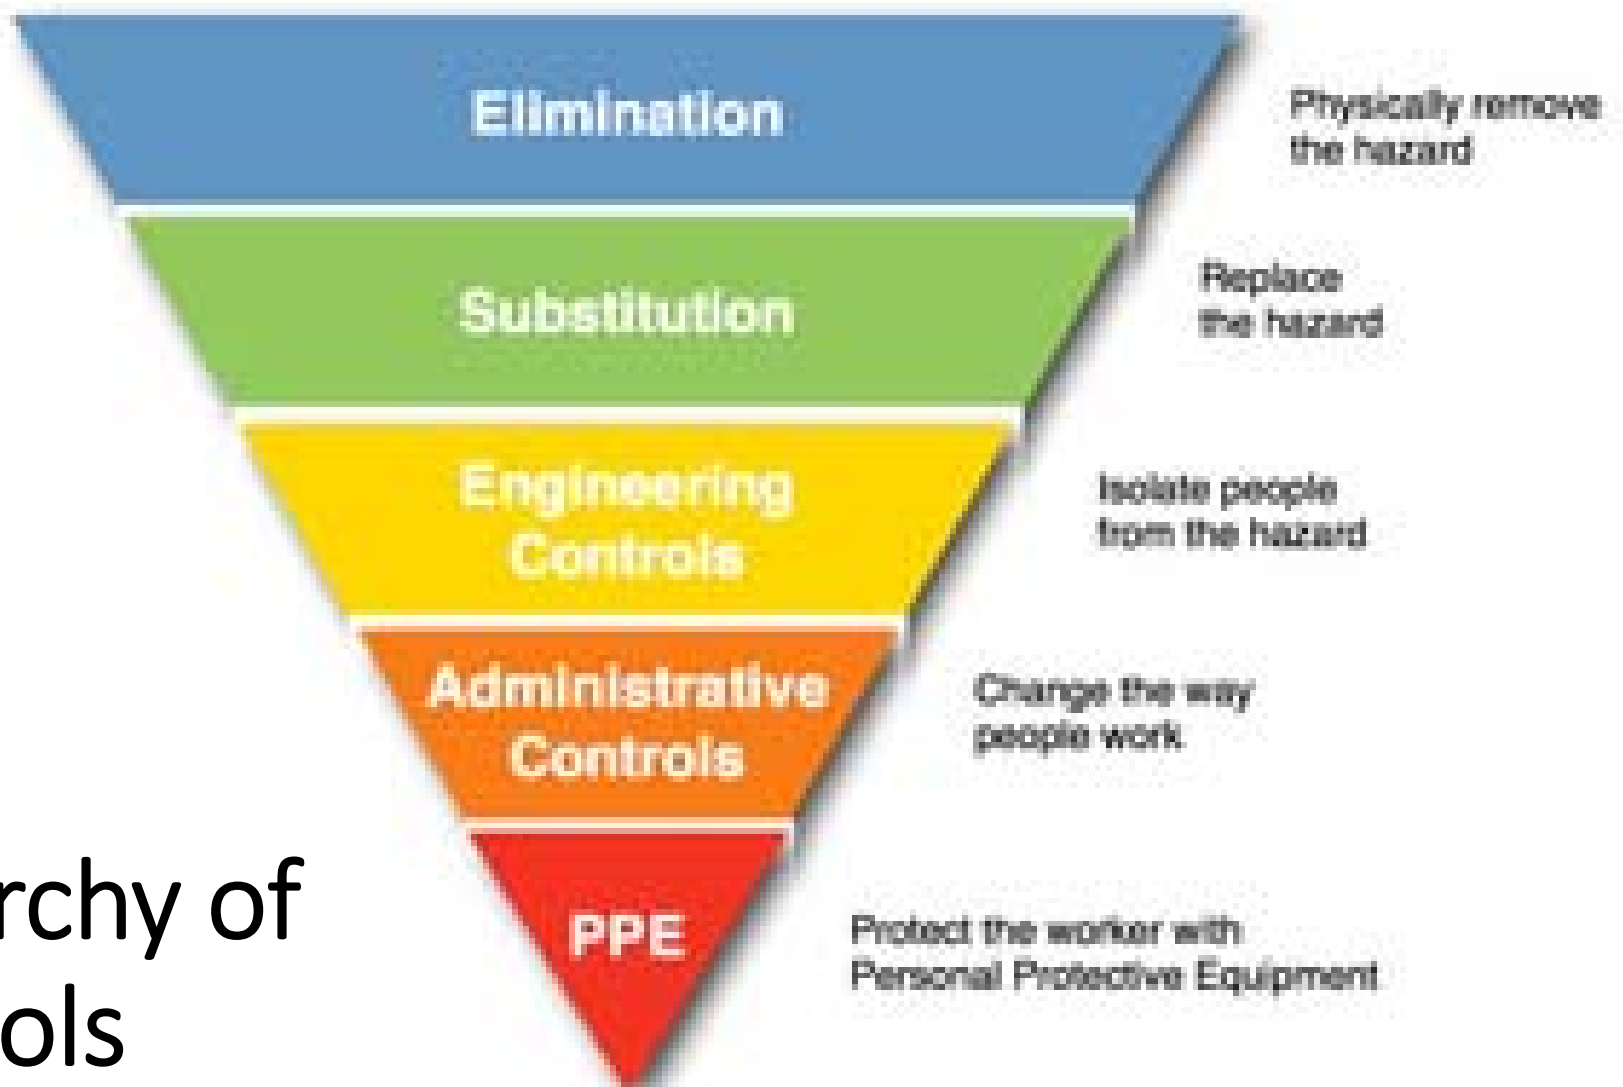 Elimination
Physically remove
the hazard
Substitution
Replace
the hazard
Engineering
Controls
Isolate people
from the hazard
Administrative
Controls
Change the way
people work
PPE
Protect the worker with
Personal Protective Equipment
rchy of
ols